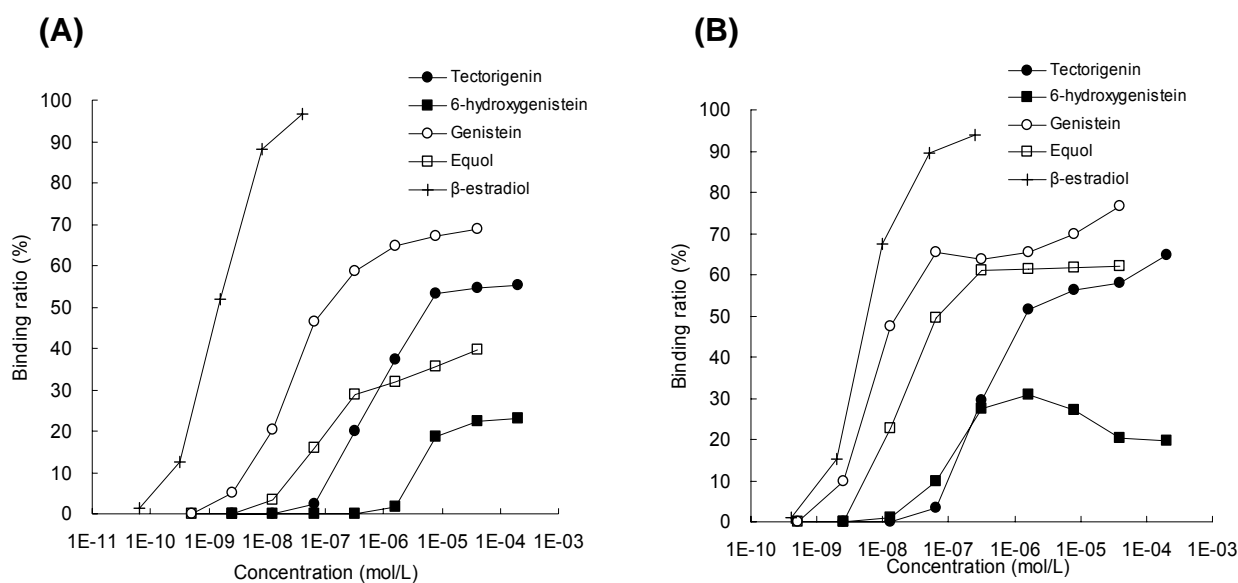 (A)
Tectorigenin
6-hydroxygenistein
Genistein
Equol
β-estradiol
100
90
80
70
60
50
40
30
20
10
0
Binding ratio (%)
1E-11 1E-10 1E-09 1E-08 1E-07 1E-06 1E-05 1E-04 1E-03
Concentration (mol/L)
(B)
Tectorigenin
6-hydroxygenistein
Genistein
Equol
β-estradiol
100
90
80
70
60
50
40
30
20
10
0
Binding ratio (%)
1E-10 1E-09 1E-08 1E-07 1E-06 1E-05 1E-04 1E-03
Concentration (mol/L)